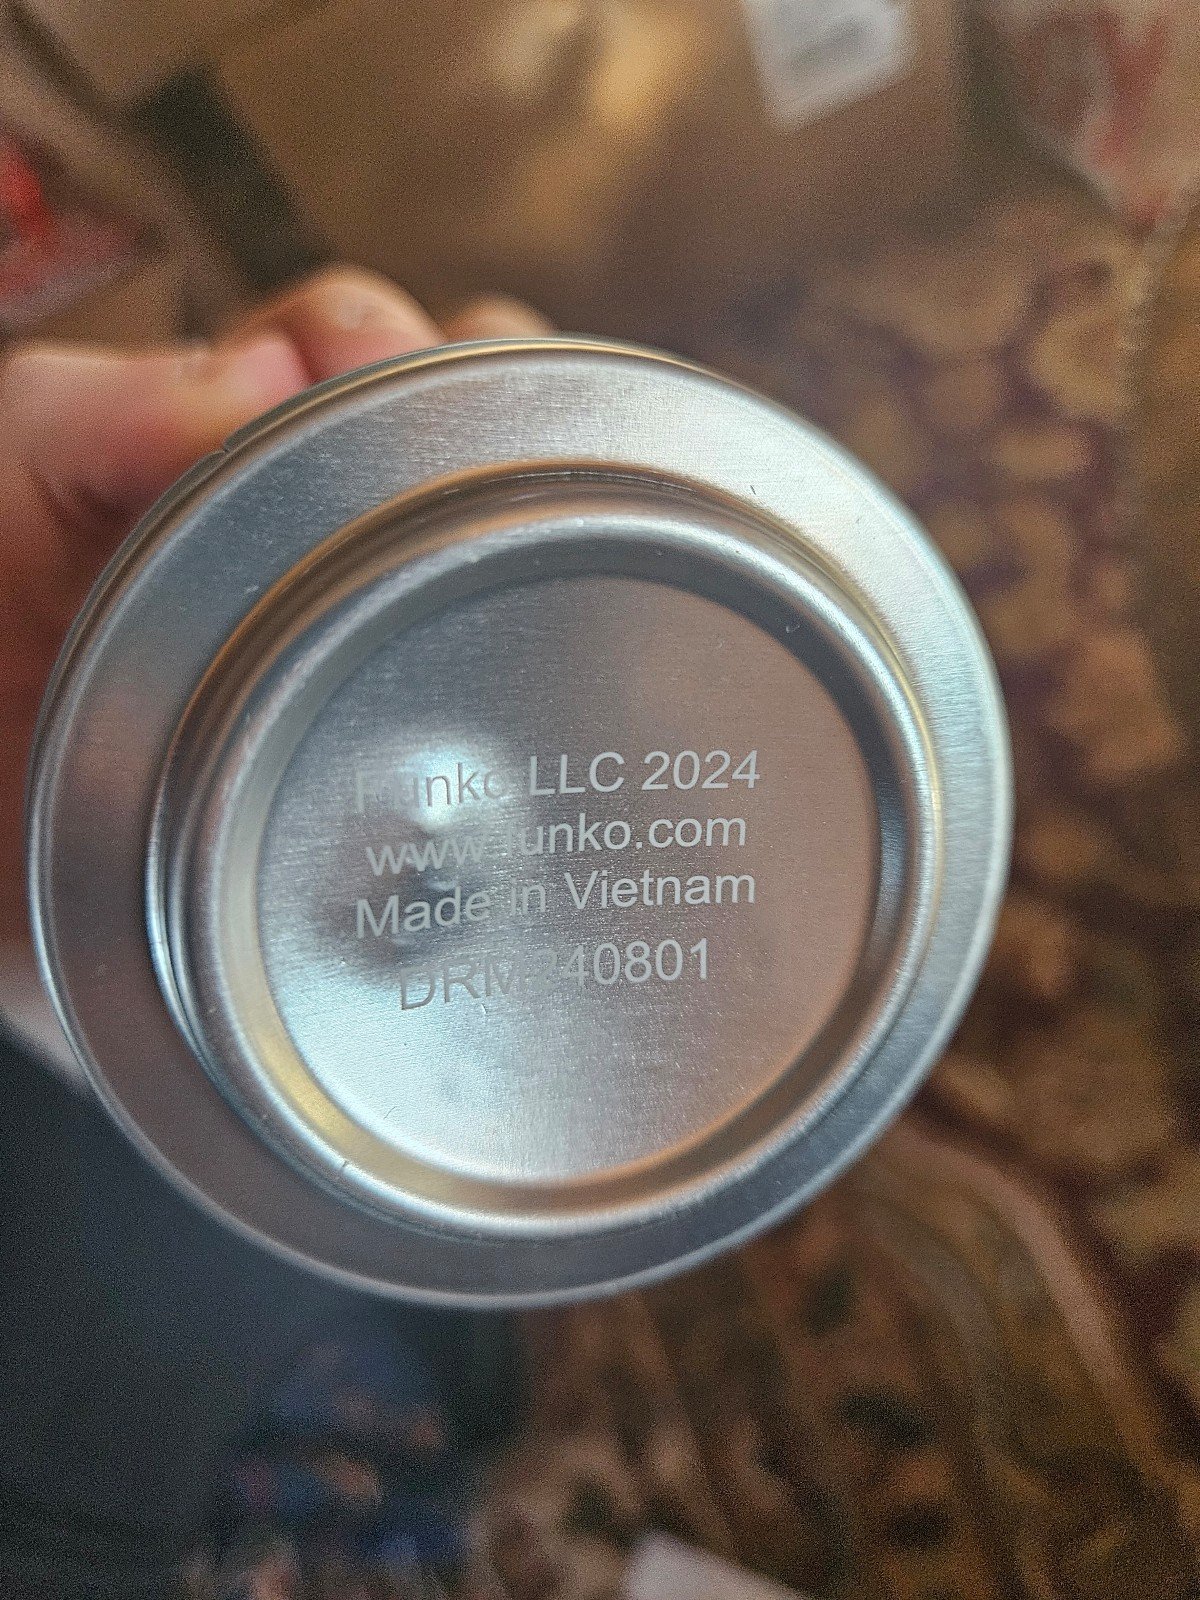 Funko LLC 2024
www.funko.com
Made in Vietnam
DRM240801